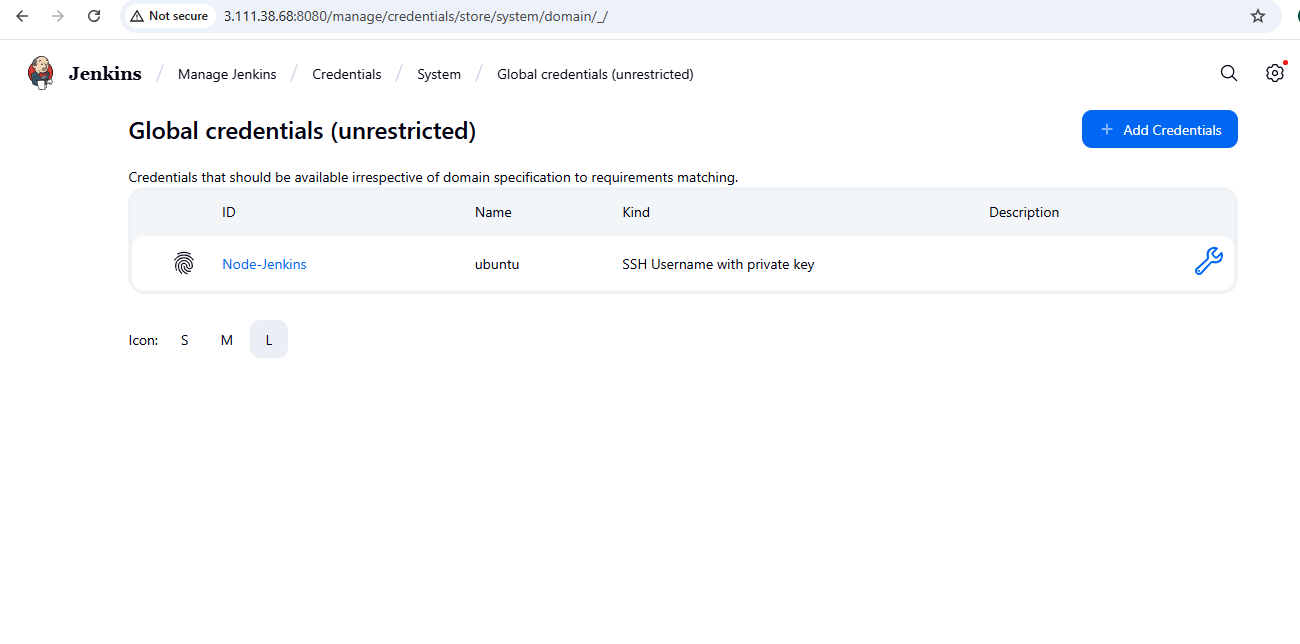 Not secure 3.111.38.68:8080/manage/credentials/store/system/domain/_/
Jenkins / Manage Jenkins / Credentials / System / Global credentials (unrestricted)
Global credentials (unrestricted)
+ Add Credentials
Credentials that should be available irrespective of domain specification to requirements matching.
ID Name Kind Description
Node-Jenkins ubuntu SSH Username with private key
Icon: S M L